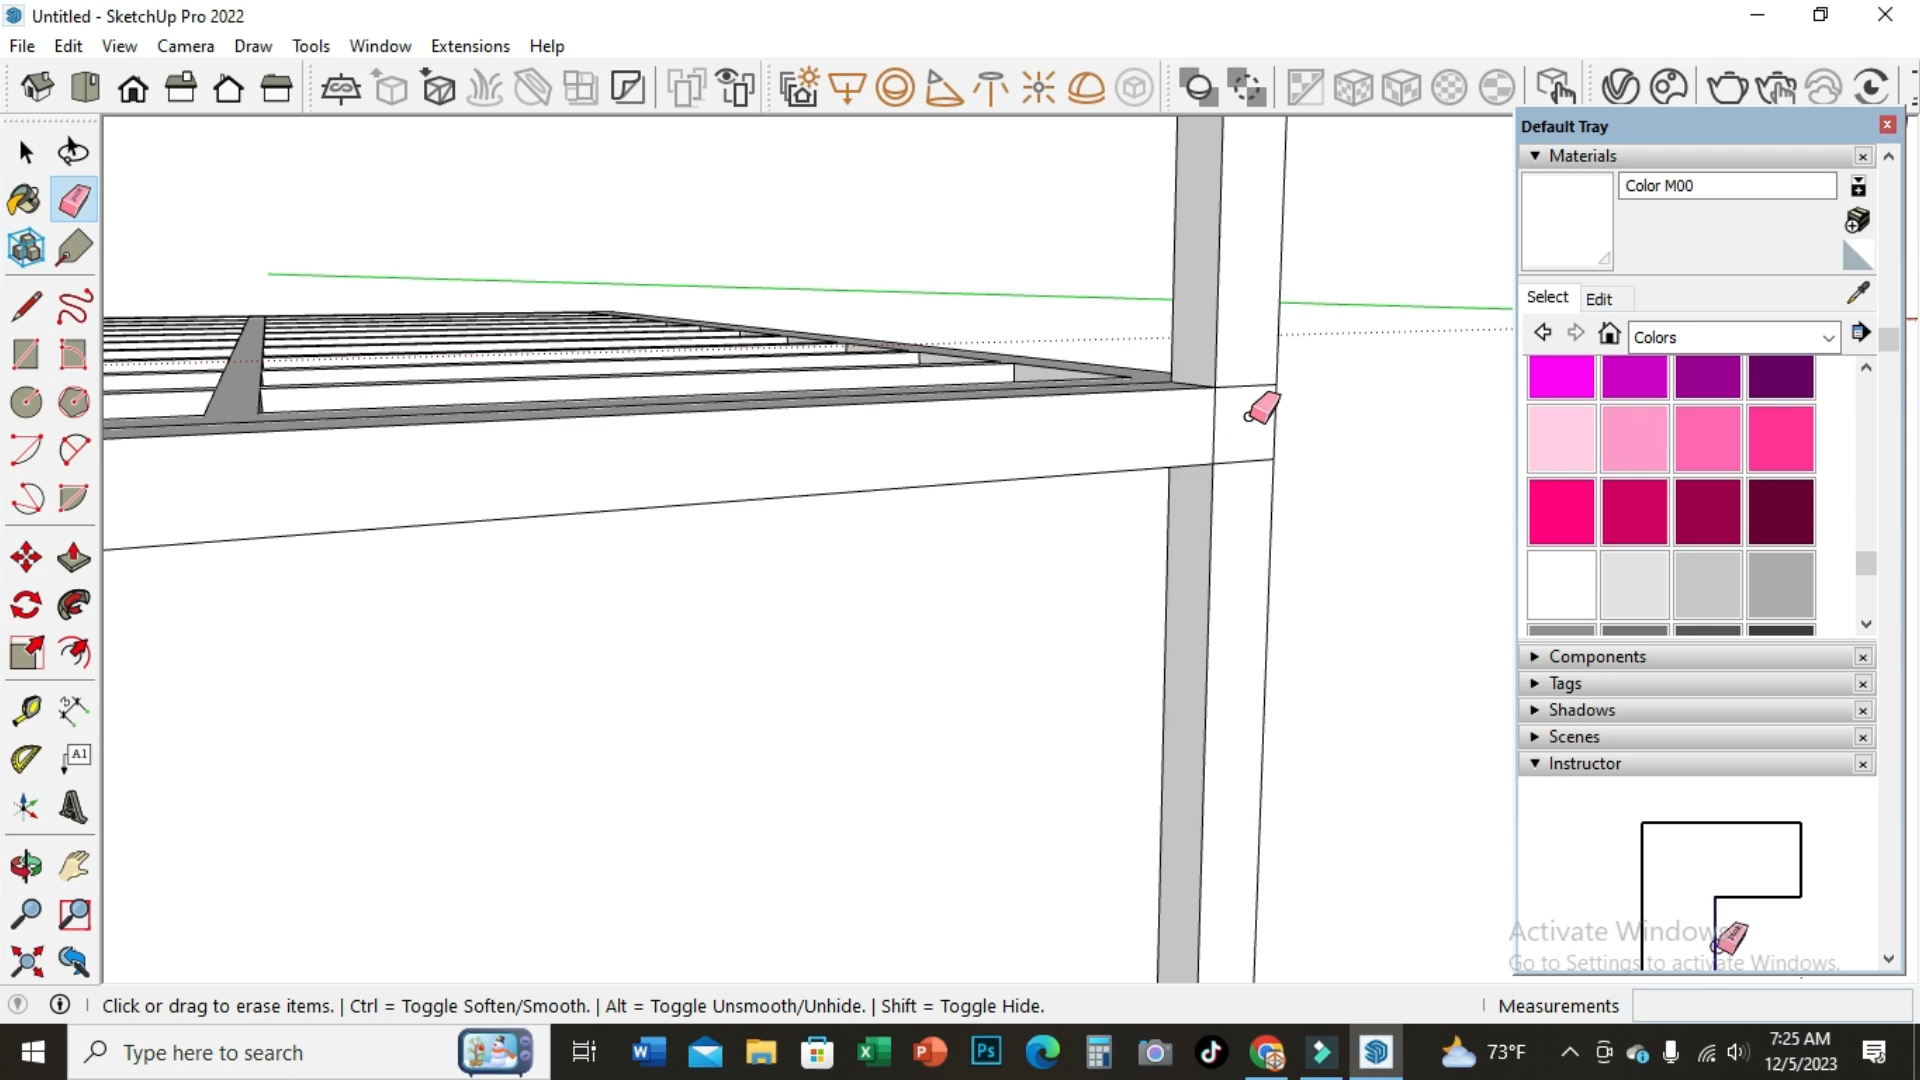 Untitled - SketchUp Pro 2022
File Edit View Camera Draw Tools Window Extensions Help
Default Tray
Materials
Color M00
Select Edit
Colors
Components
Tags
Shadows
Scenes
Instructor
A1
Activate Windows
Go to Settings to activate Windows.
Click or drag to erase items. | Ctrl = Toggle Soften/Smooth. | Alt = Toggle Unsmooth/Unhide. | Shift = Toggle Hide.
Measurements
Type here to search
73°F
7:25 AM
12/5/2023